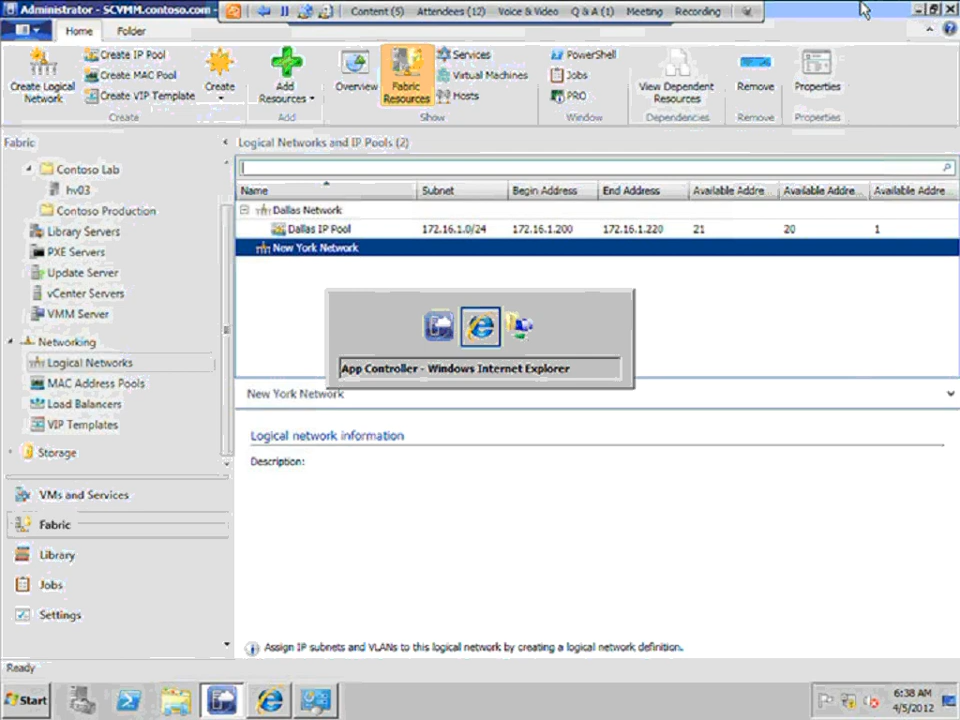 Administrator - SCVMM.contoso.com -
Content (5) Attendees (12) Voice & Video Q & A (1) Meeting Recording
Home Folder
Create Logical Network
Create IP Pool
Create MAC Pool
Create VIP Template
Create
Create
Add Resources
Add
Overview
Fabric Resources
Services
Virtual Machines
Hosts
Show
PowerShell
Jobs
PRO
Window
View Dependent Resources
Dependencies
Remove
Remove
Properties
Properties
Fabric
Contoso Lab
hv03
Contoso Production
Library Servers
PXE Servers
Update Server
vCenter Servers
VMM Server
Networking
Logical Networks
MAC Address Pools
Load Balancers
VIP Templates
Storage
VMs and Services
Fabric
Library
Jobs
Settings
Logical Networks and IP Pools (2)
Name Subnet Begin Address End Address Available Addre... Available Addre... Available Addre...
Dallas Network
Dallas IP Pool 172.16.1.0/24 172.16.1.200 172.16.1.220 21 20 1
New York Network
App Controller - Windows Internet Explorer
New York Network
Logical network information
Description:
Assign IP subnets and VLANs to this logical network by creating a logical network definition.
Ready
Start
6:38 AM
4/5/2012